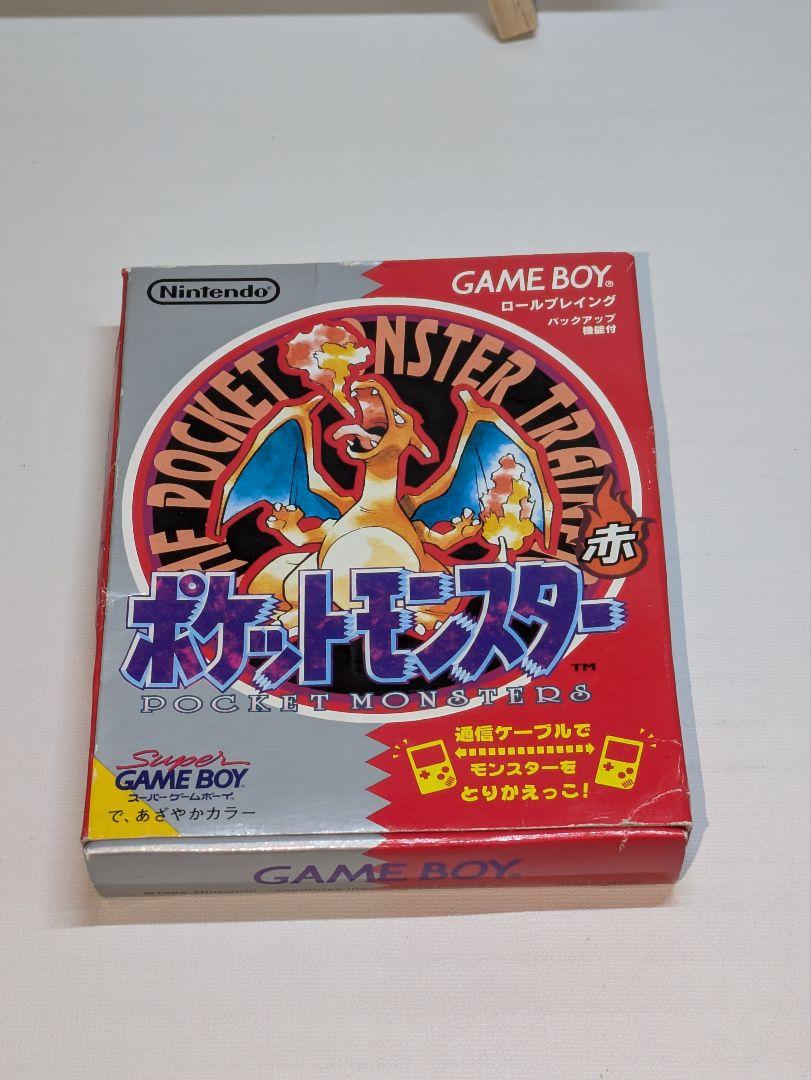 Nintendo®
GAME BOY®
ロールプレイング
バックアップ
機能付
POCKET MONSTER TRAINER
赤
ポケットモンスター
TM
POCKET MONSTERS
通信ケーブルで
モンスターを
とりかえっこ!
Super
GAME BOY
スーパーゲームボーイ
で、あざやかカラー
GAME BOY
Nintendo